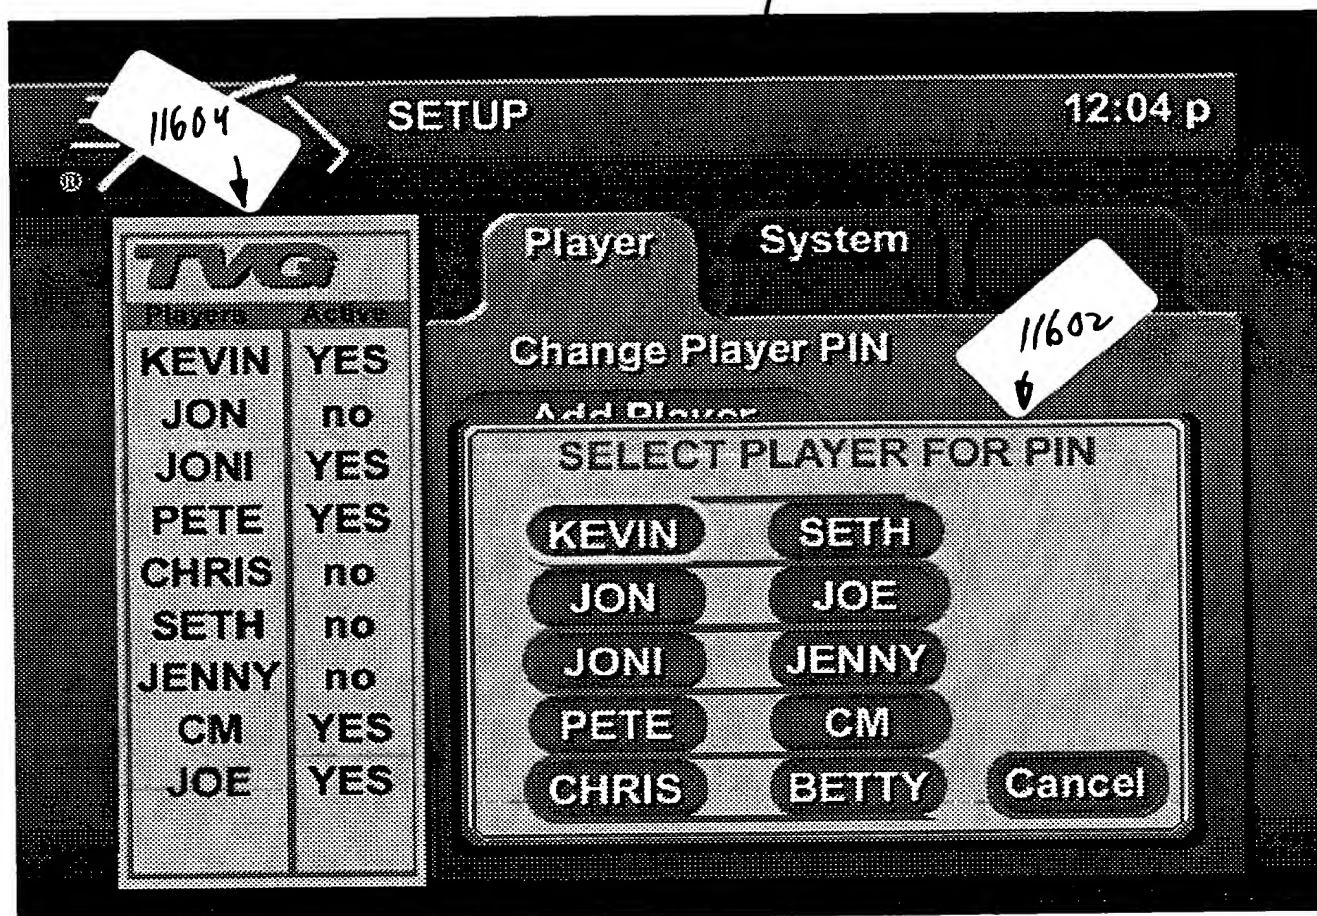 11604
SETUP
12:04 p
®
TVG
Players Active
KEVIN YES
JON no
JONI YES
PETE YES
CHRIS no
SETH no
JENNY no
CM YES
JOE YES
Player
System
11602
Change Player PIN
Add Player
SELECT PLAYER FOR PIN
KEVIN SETH
JON JOE
JONI JENNY
PETE CM
CHRIS BETTY Cancel